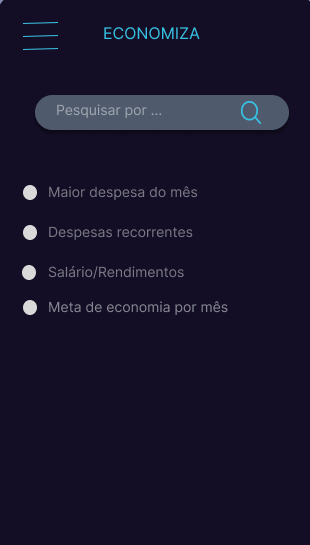 ECONOMIZA
Pesquisar por ...
Maior despesa do mês
Despesas recorrentes
Salário/Rendimentos
Meta de economia por mês